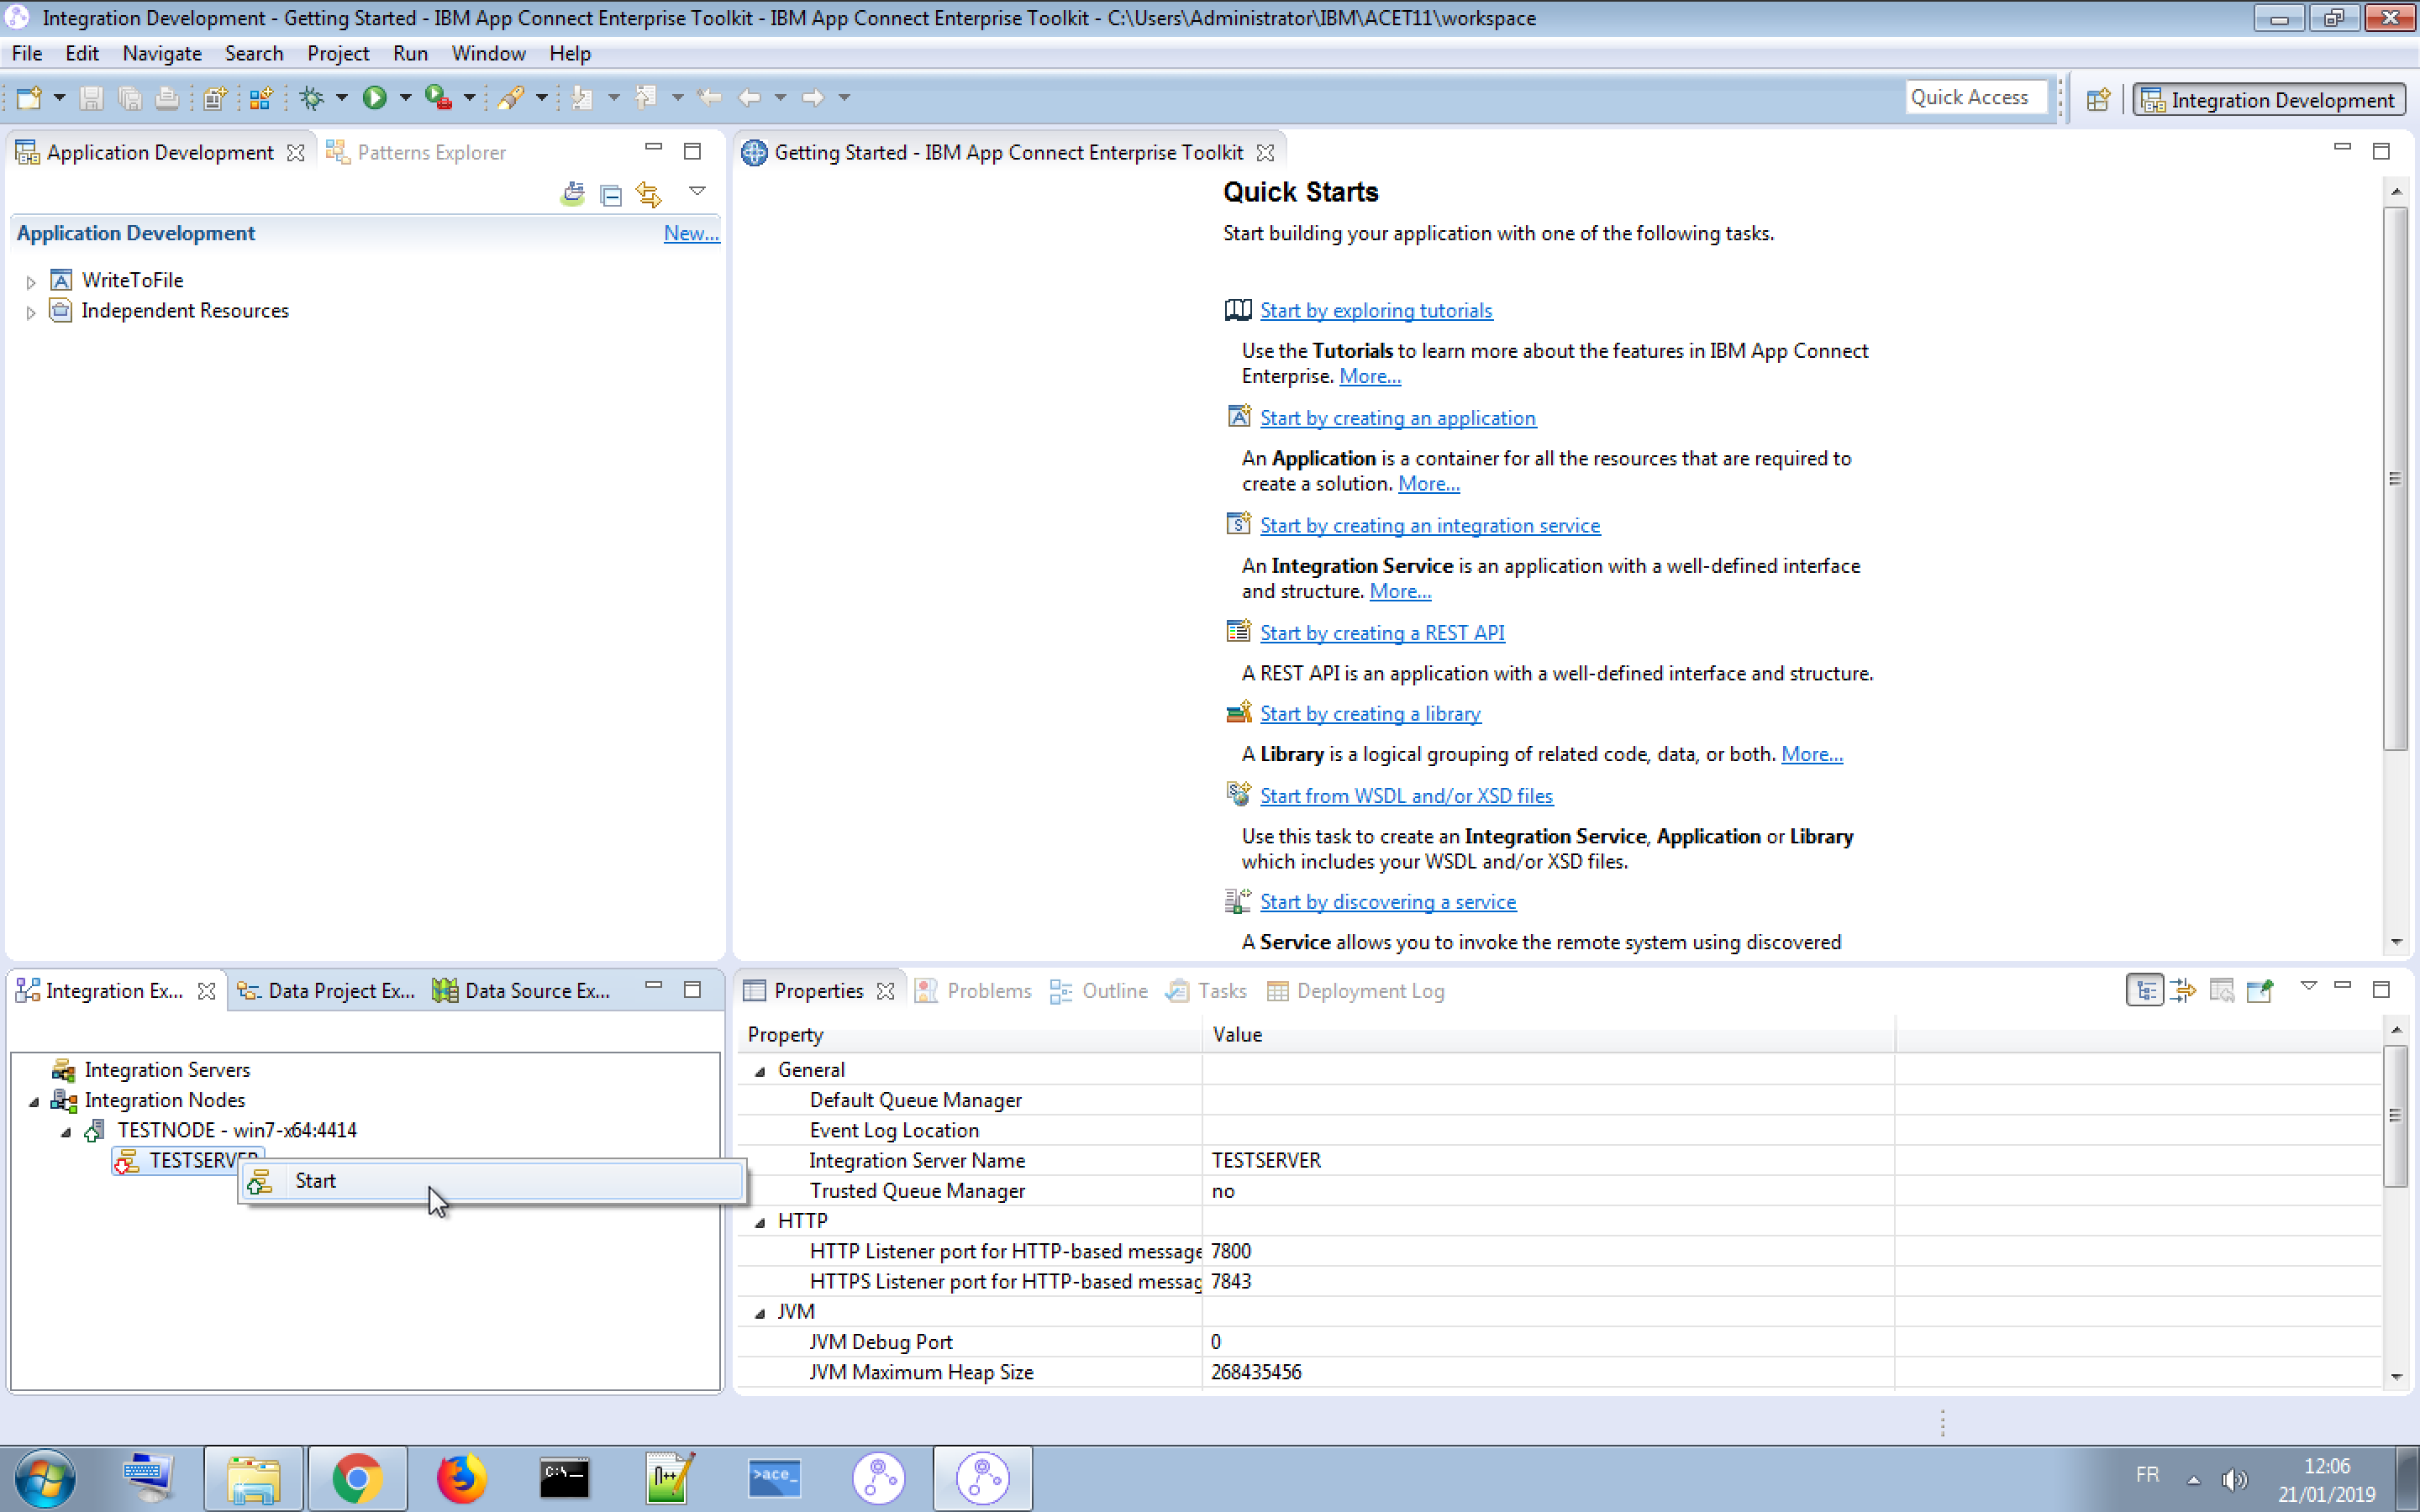 Integration Development - Getting Started - IBM App Connect Enterprise Toolkit - IBM App Connect Enterprise Toolkit - C:\Users\Administrator\IBM\ACET11\workspace
File Edit Navigate Search Project Run Window Help
Quick Access
Integration Development
Application Development
Patterns Explorer
Application Development
New...
WriteToFile
Independent Resources
Getting Started - IBM App Connect Enterprise Toolkit
Quick Starts
Start building your application with one of the following tasks.
Start by exploring tutorials
Use the Tutorials to learn more about the features in IBM App Connect
Enterprise. More...
Start by creating an application
An Application is a container for all the resources that are required to
create a solution. More...
Start by creating an integration service
An Integration Service is an application with a well-defined interface
and structure. More...
Start by creating a REST API
A REST API is an application with a well-defined interface and structure.
Start by creating a library
A Library is a logical grouping of related code, data, or both. More...
Start from WSDL and/or XSD files
Use this task to create an Integration Service, Application or Library
which includes your WSDL and/or XSD files.
Start by discovering a service
A Service allows you to invoke the remote system using discovered
Integration Ex...
Data Project Ex...
Data Source Ex...
Integration Servers
Integration Nodes
TESTNODE - win7-x64:4414
TESTSERVER
Start
Properties
Problems
Outline
Tasks
Deployment Log
Property Value
General
Default Queue Manager
Event Log Location
Integration Server Name TESTSERVER
Trusted Queue Manager no
HTTP
HTTP Listener port for HTTP-based message 7800
HTTPS Listener port for HTTP-based messag 7843
JVM
JVM Debug Port 0
JVM Maximum Heap Size 268435456
C:\
n++
>ace_
FR
12:06
21/01/2019